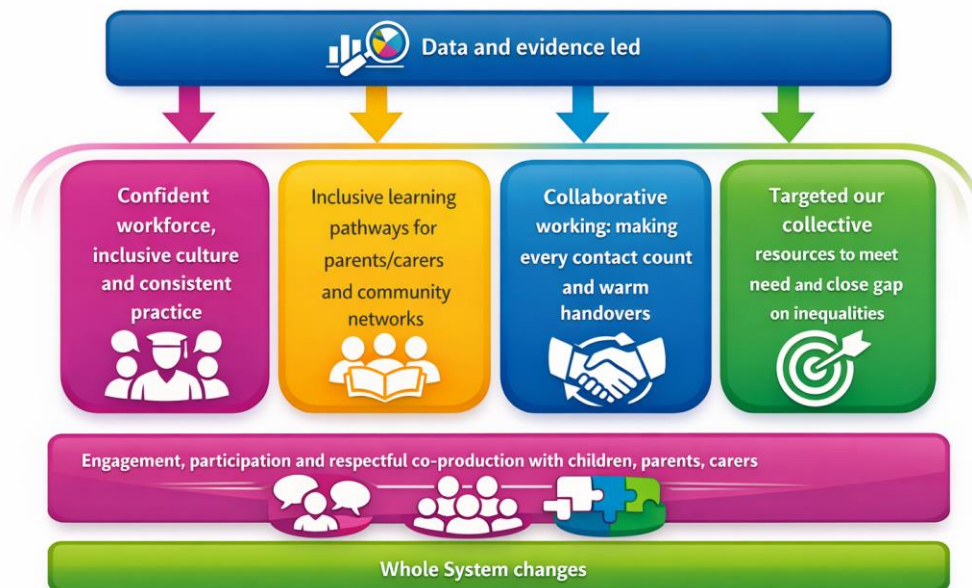 Data and evidence led
Confident
workforce,
inclusive culture
and consistent
practice
Inclusive learning
pathways for
parents/carers
and community
networks
Collaborative
working: making
every contact count
and warm
handovers
Targeted our
collective
resources to meet
need and close gap
on inequalities
Engagement, participation and respectful co-production with children, parents, carers
Whole System changes